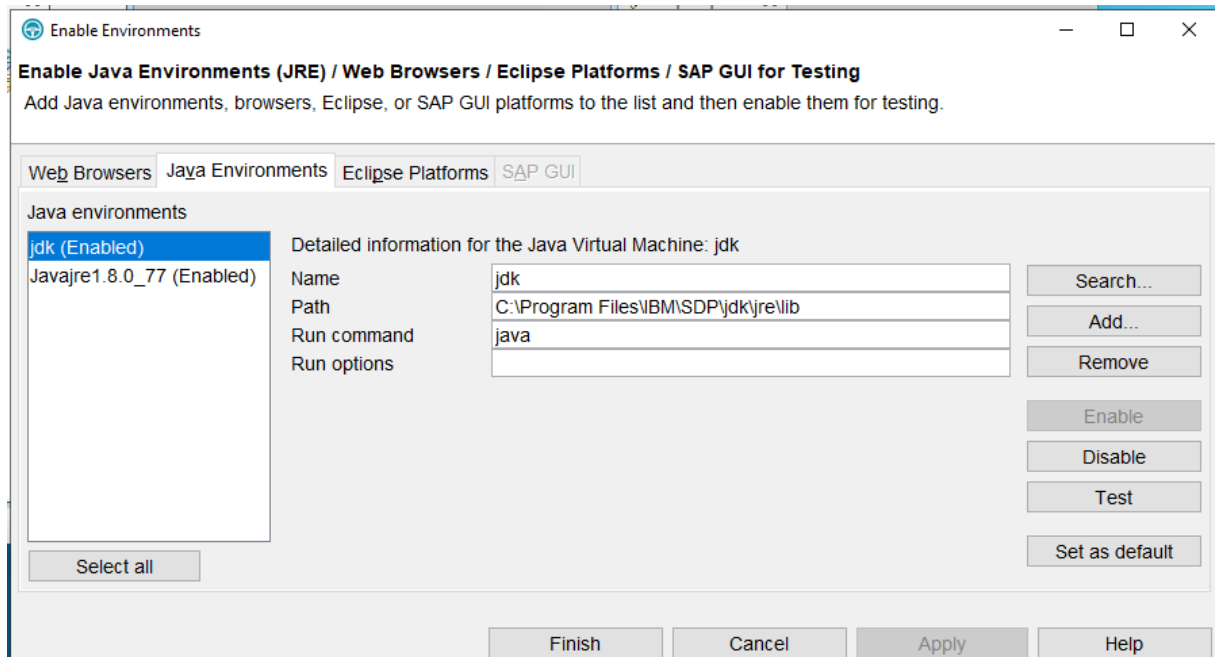 Enable Environments
Enable Java Environments (JRE) / Web Browsers / Eclipse Platforms / SAP GUI for Testing
Add Java environments, browsers, Eclipse, or SAP GUI platforms to the list and then enable them for testing.
Web Browsers Java Environments Eclipse Platforms SAP GUI
Java environments
jdk (Enabled)
Javajre1.8.0_77 (Enabled)
Select all
Detailed information for the Java Virtual Machine: jdk
Name jdk
Path C:\Program Files\IBM\SDP\jdk\jre\lib
Run command java
Run options
Search...
Add...
Remove
Enable
Disable
Test
Set as default
Finish Cancel Apply Help